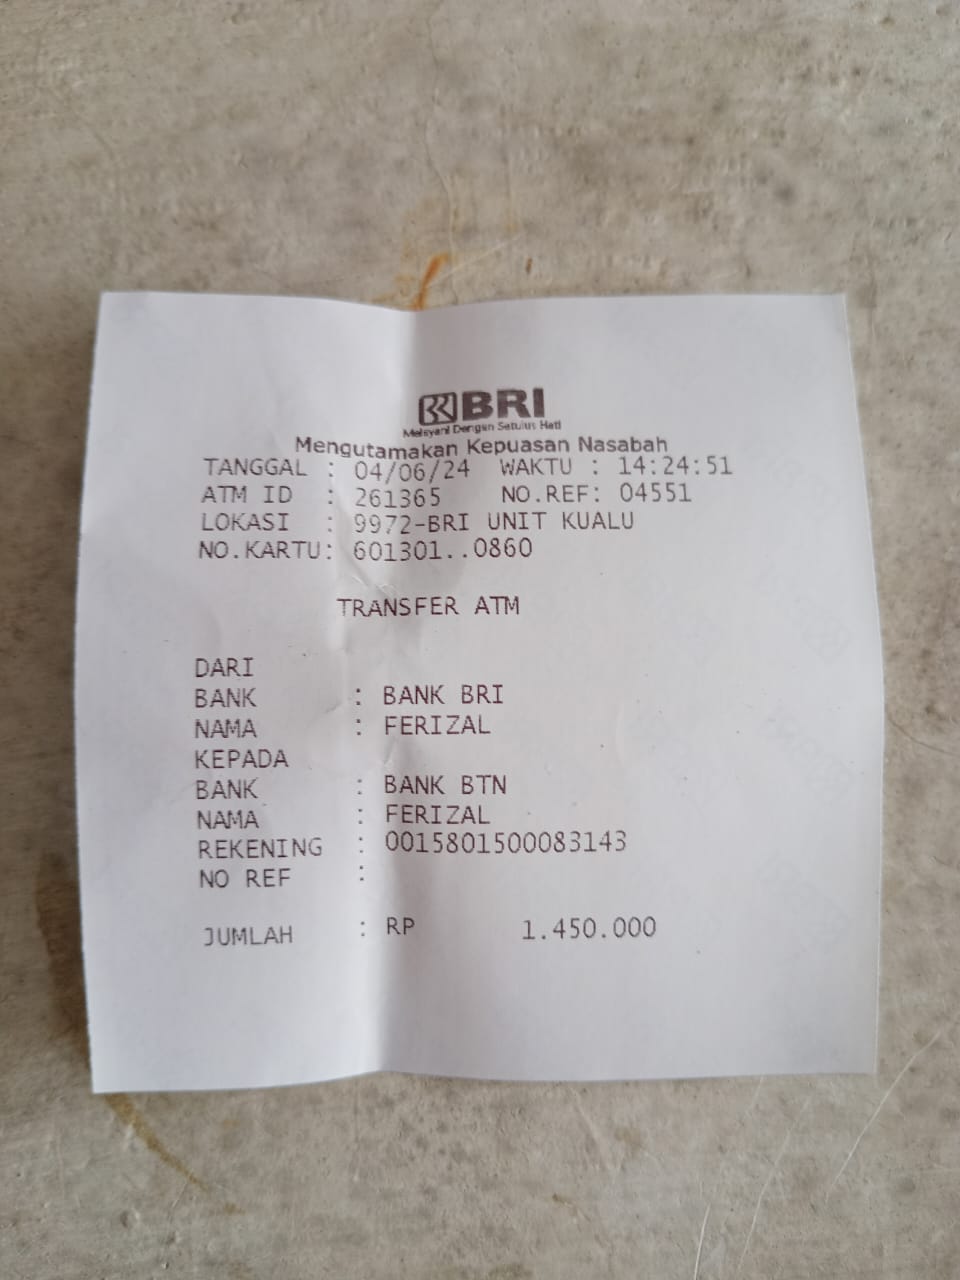 BRI
Melayani Dengan Setulus Hati
Mengutamakan Kepuasan Nasabah
TANGGAL : 04/06/24 WAKTU : 14:24:51
ATM ID : 261365 NO.REF: 04551
LOKASI : 9972-BRI UNIT KUALU
NO.KARTU: 601301..0860
TRANSFER ATM
DARI
BANK : BANK BRI
NAMA : FERIZAL
KEPADA
BANK : BANK BTN
NAMA : FERIZAL
REKENING : 0015801500083143
NO REF :
JUMLAH : RP 1.450.000